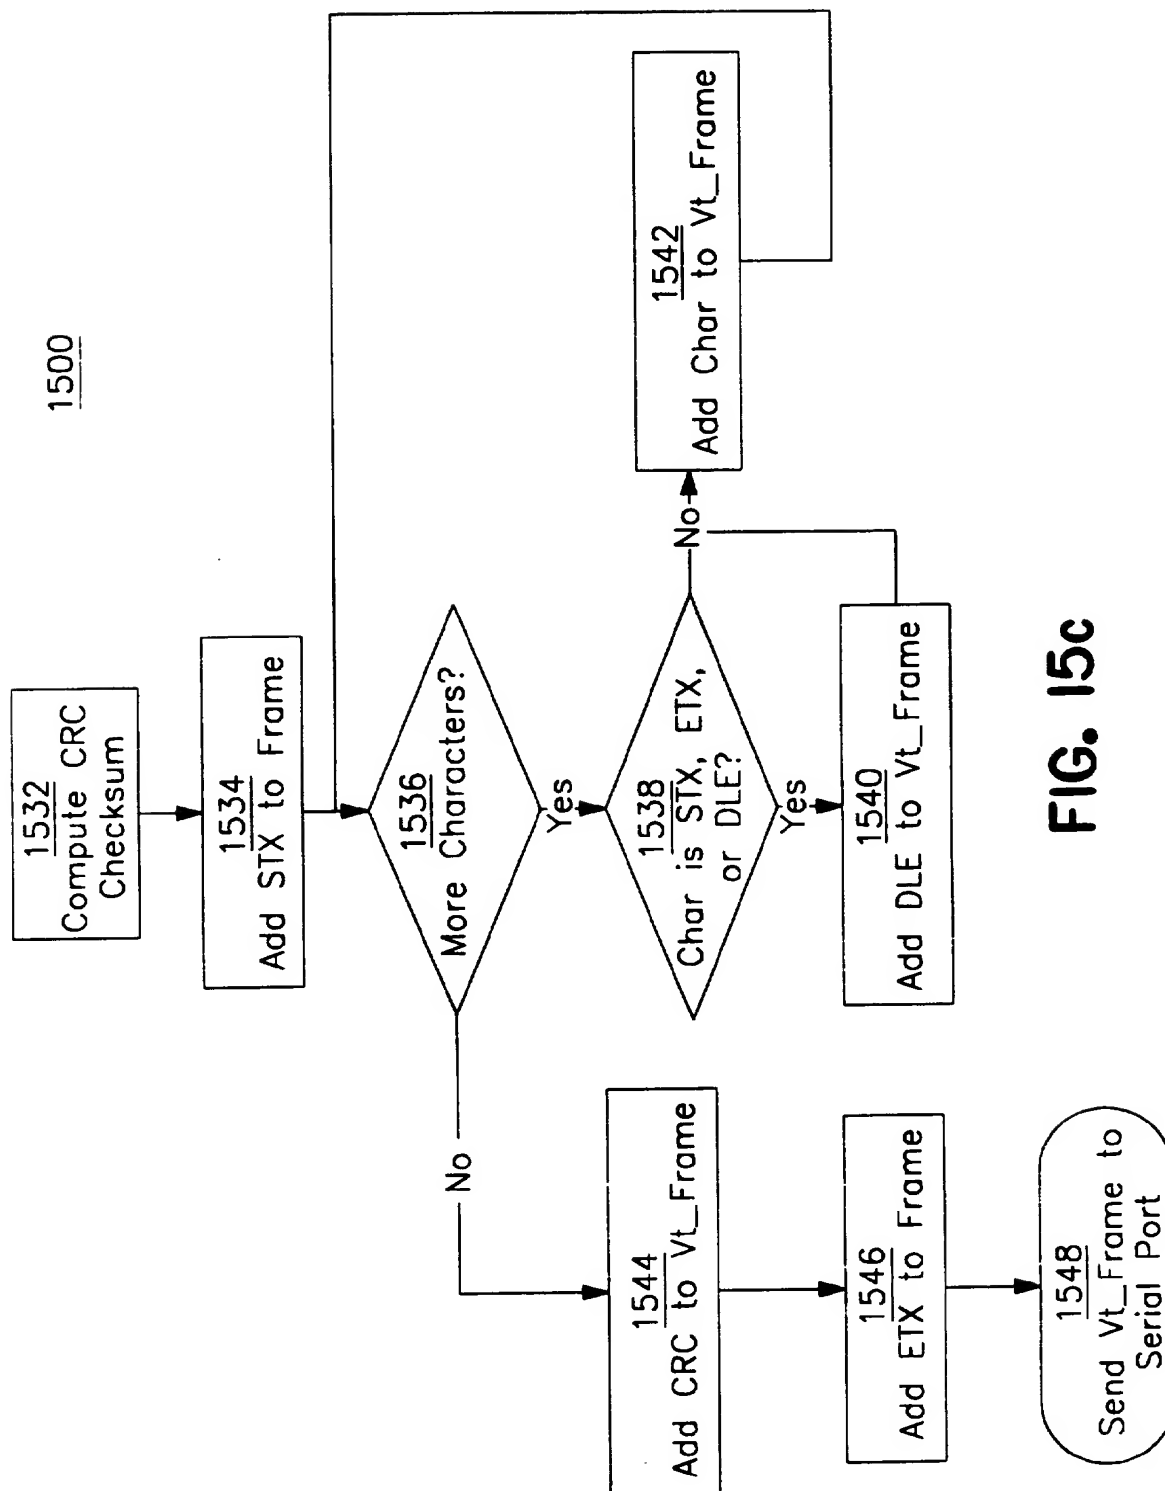 1500
1532
Compute CRC
Checksum
1534
Add STX to Frame
1536
More Characters?
No
Yes
1538
Char is STX, ETX,
or DLE?
No
Yes
1542
Add Char to Vt_Frame
1540
Add DLE to Vt_Frame
1544
Add CRC to Vt_Frame
1546
Add ETX to Frame
1548
Send Vt_Frame to
Serial Port
FIG. 15c